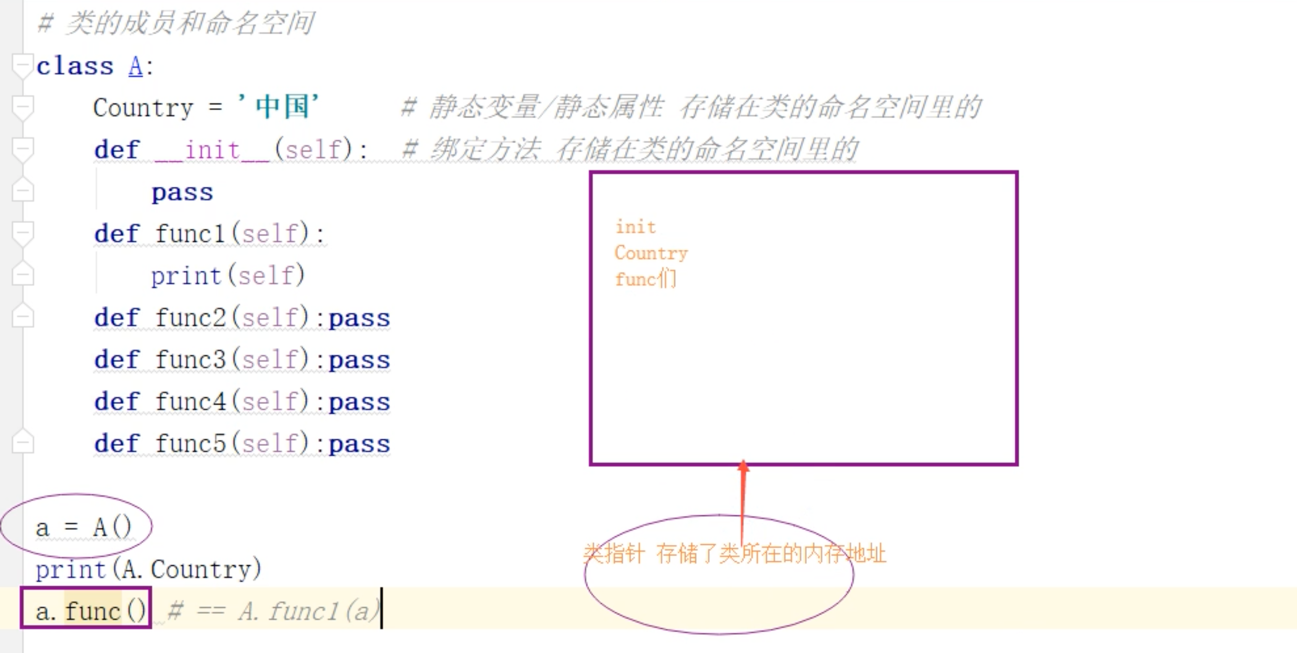 # 类的成员和命名空间
class A:
Country = '中国' # 静态变量/静态属性 存储在类的命名空间里的
def __init__(self): # 绑定方法 存储在类的命名空间里的
pass
def func1(self):
print(self)
def func2(self):pass
def func3(self):pass
def func4(self):pass
def func5(self):pass
init
Country
func们
a = A()
类指针 存储了类所在的内存地址
print(A.Country)
a.func() # == A.func1(a)